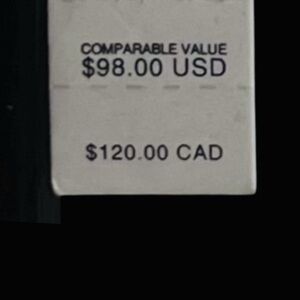 COMPARABLE VALUE
$98.00 USD
$120.00 CAD